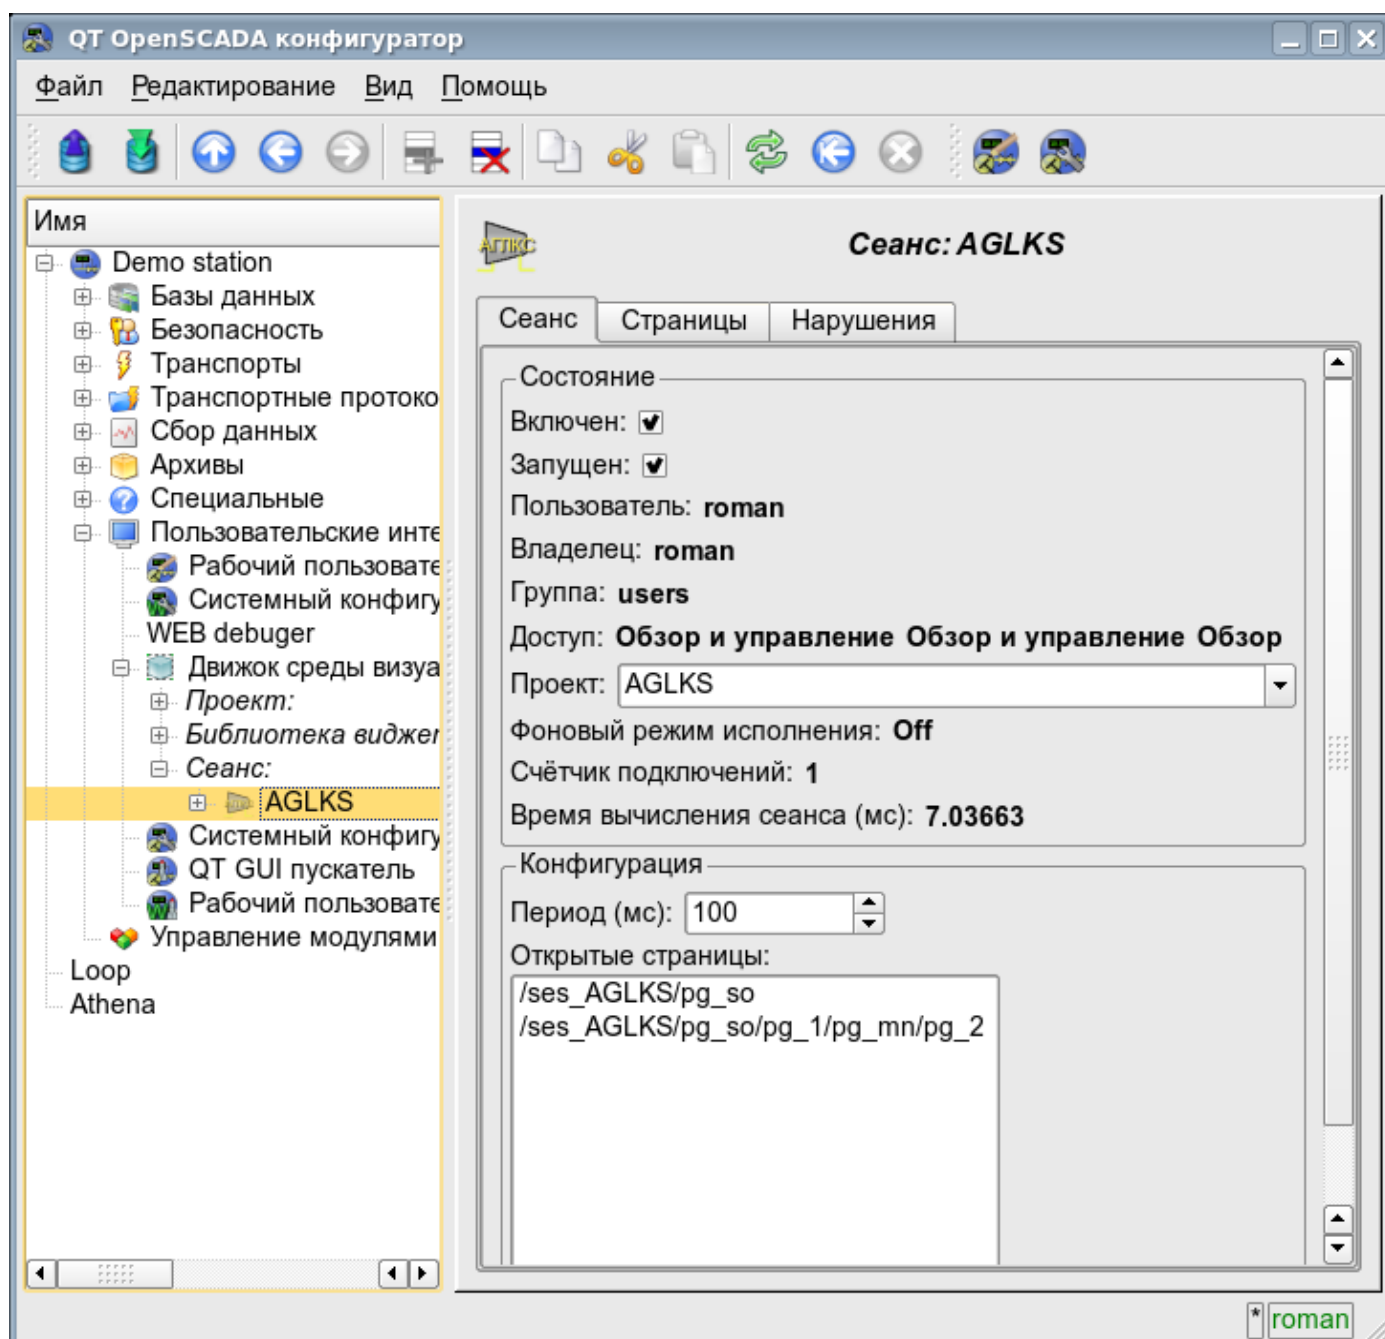 QT OpenSCADA конфигуратор
Файл Редактирование Вид Помощь
Имя
Demo station
Базы данных
Безопасность
Транспорты
Транспортные протоко
Сбор данных
Архивы
Специальные
Пользовательские инте
Рабочий пользовате
Системный конфигу
WEB debuger
Движок среды визуа
Проект:
Библиотека виджет
Сеанс:
AGLKS
Системный конфигу
QT GUI пускатель
Рабочий пользовате
Управление модулями
Loop
Athena
АГЛКС
Сеанс: AGLKS
Сеанс Страницы Нарушения
Состояние
Включен:
Запущен:
Пользователь: roman
Владелец: roman
Группа: users
Доступ: Обзор и управление Обзор и управление Обзор
Проект: AGLKS
Фоновый режим исполнения: Off
Счётчик подключений: 1
Время вычисления сеанса (мс): 7.03663
Конфигурация
Период (мс): 100
Открытые страницы:
/ses_AGLKS/pg_so
/ses_AGLKS/pg_so/pg_1/pg_mn/pg_2
* roman